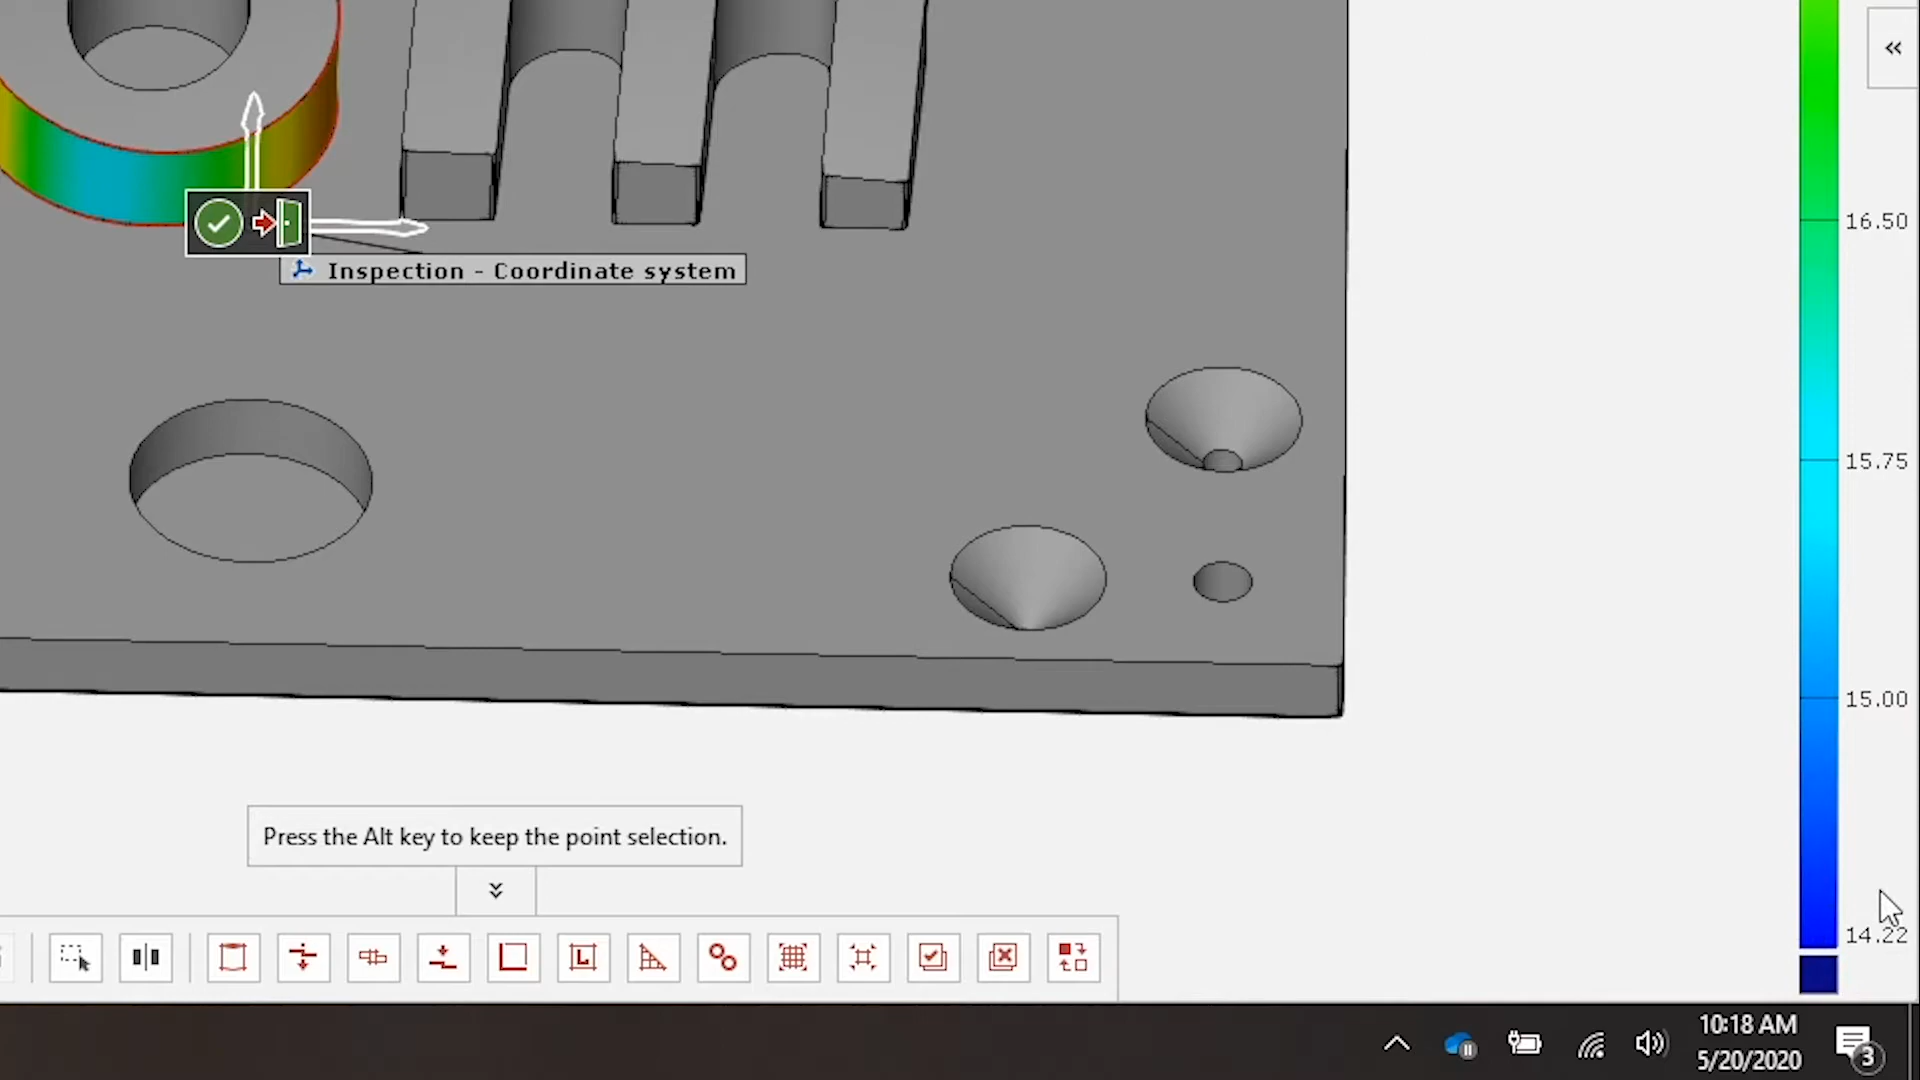 16.50
Inspection - Coordinate system
15.75
15.00
Press the Alt key to keep the point selection.
14.22
10:18 AM
5/20/2020
3